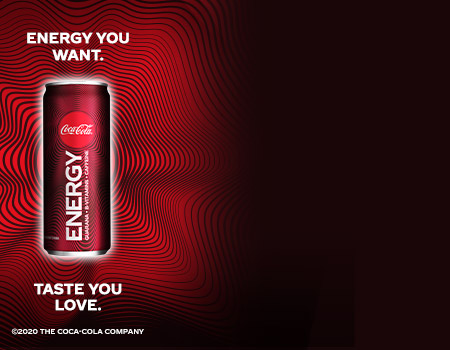 ENERGY YOU
WANT.
Coca-Cola
ENERGY
GUARANA • B-VITAMINS • CAFFEINE
TASTE YOU
LOVE.
©2020 THE COCA-COLA COMPANY